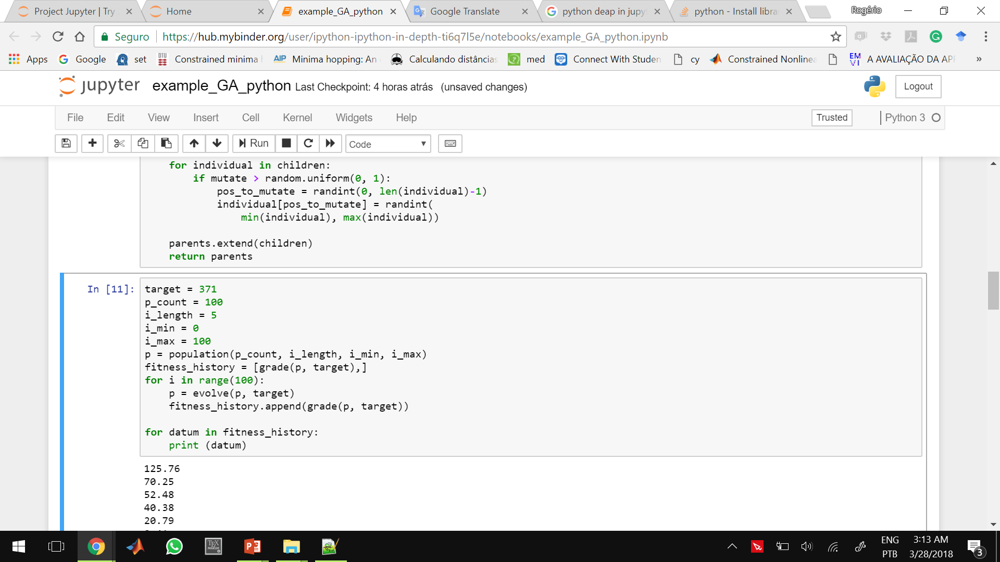 Project Jupyter | Try
Home
example_GA_python
Google Translate
python deap in jupy
python - Install libra
Rogério
Seguro
https://hub.mybinder.org/user/ipython-ipython-in-depth-ti6q7l5e/notebooks/example_GA_python.ipynb
Apps
Google
set
DTU
Constrained minima
AIP
Minima hopping: An
Calculando distâncias
med
Connect With Studen
cy
Constrained Nonlinea
EM
VI
A AVALIAÇÃO DA
»
jupyter
example_GA_python Last Checkpoint: 4 horas atrás (unsaved changes)
Logout
File
Edit
View
Insert
Cell
Kernel
Widgets
Help
Trusted
Python 3
Run
Code
for individual in children:
if mutate > random.uniform(0, 1):
pos_to_mutate = randint(0, len(individual)-1)
individual[pos_to_mutate] = randint(
min(individual), max(individual))
parents.extend(children)
return parents
In [11]:
target = 371
p_count = 100
i_length = 5
i_min = 0
i_max = 100
p = population(p_count, i_length, i_min, i_max)
fitness_history = [grade(p, target),]
for i in range(100):
p = evolve(p, target)
fitness_history.append(grade(p, target))
for datum in fitness_history:
print (datum)
125.76
70.25
52.48
40.38
20.79
TEX
MAKER
ENG
PTB
3:13 AM
3/28/2018
3